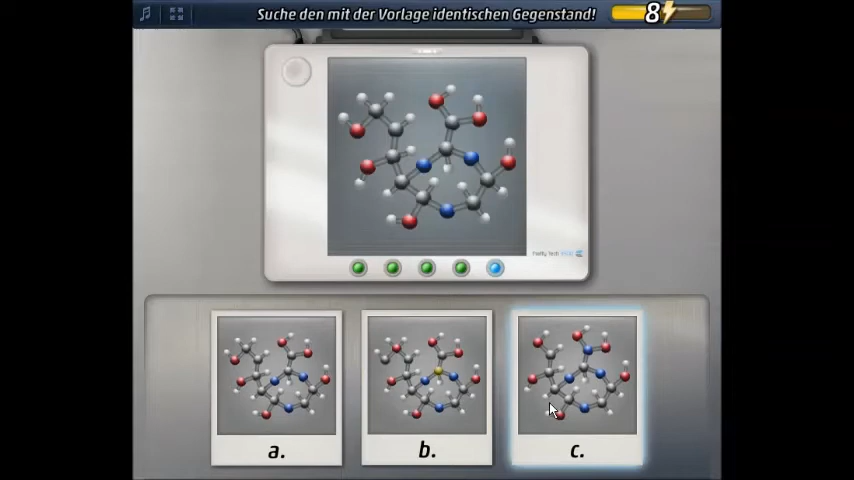 Suche den mit der Vorlage identischen Gegenstand!
8
a.
b.
c.